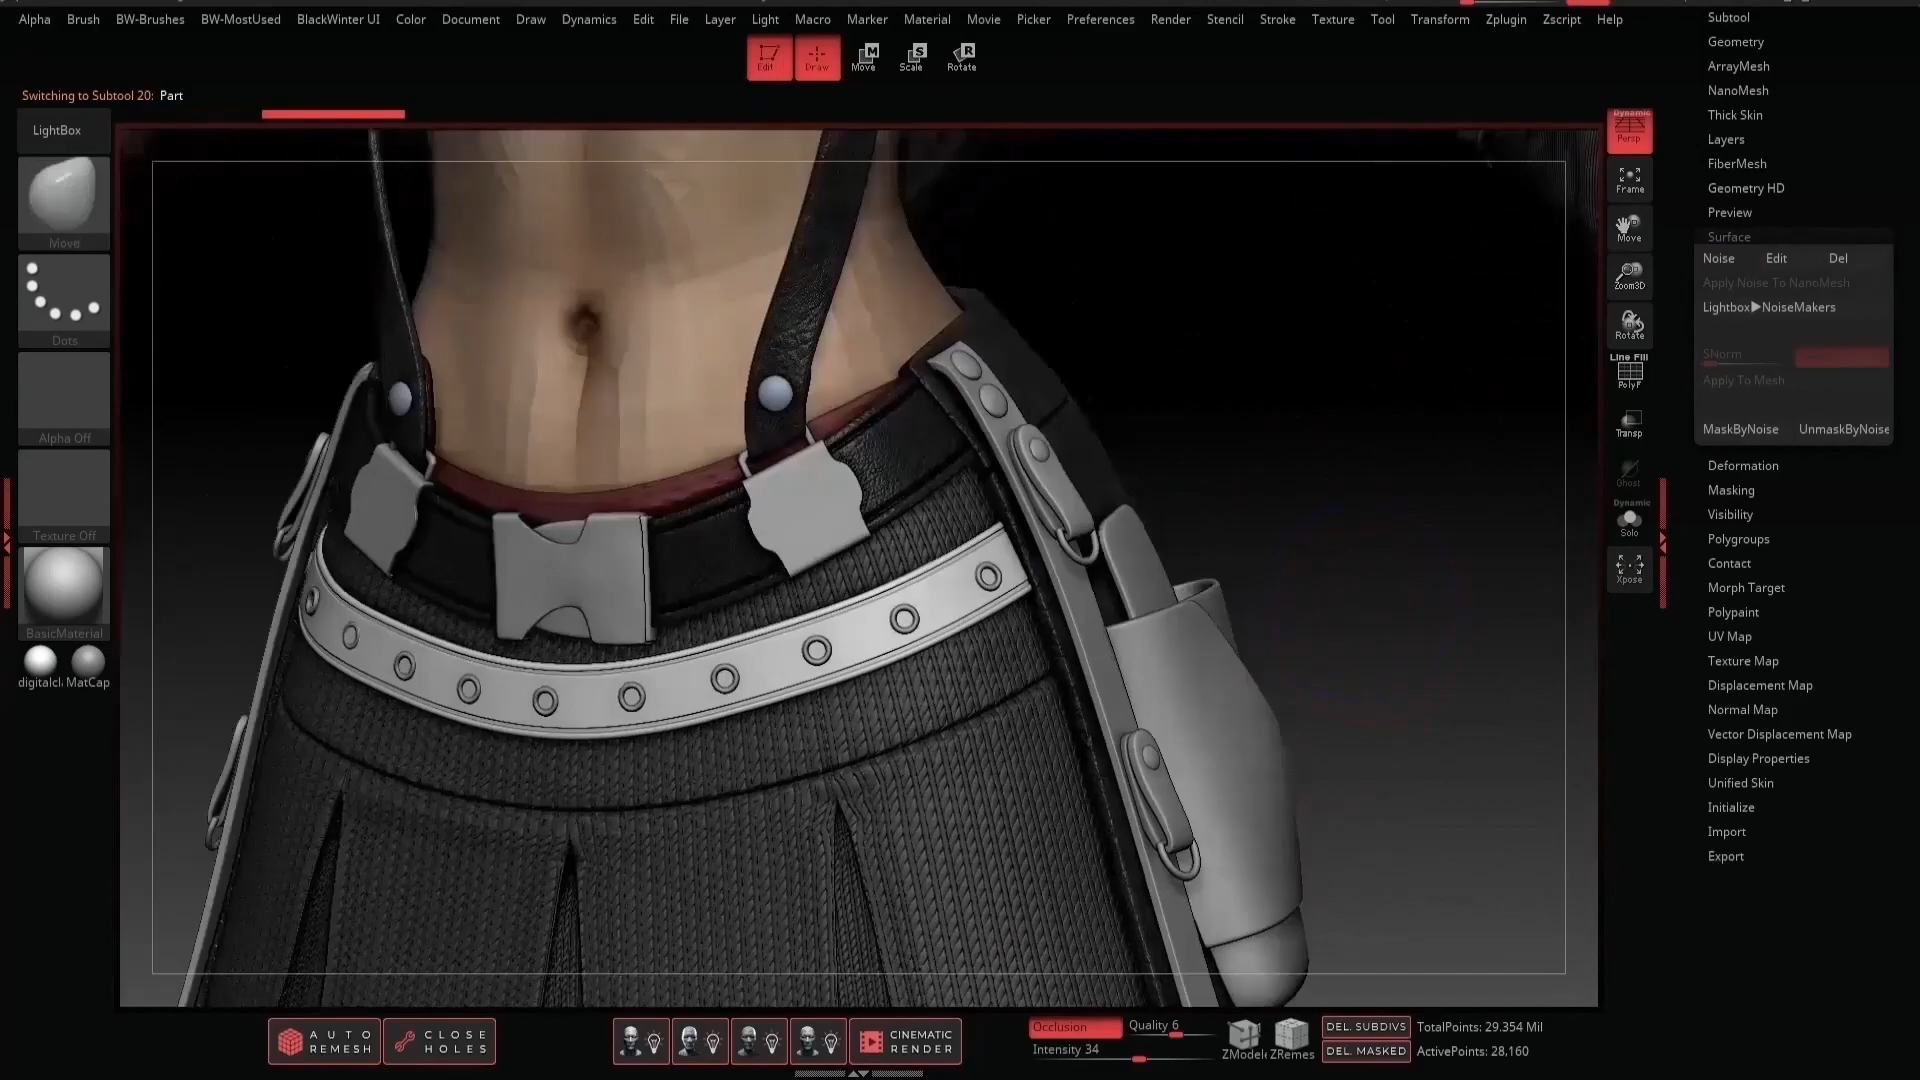 Alpha Brush BW-Brushes BW-MostUsed BlackWinter UI Color Document Draw Dynamics Edit File Layer Light Macro Marker Material Movie Picker Preferences Render Stencil Stroke Texture Tool Transform Zplugin Zscript Help
Edit Draw Move Scale Rotate
M S R
Switching to Subtool 20: Part
LightBox
Move
Dots
Alpha Off
Texture Off
BasicMaterial
digitalcl MatCap
Dynamic
Persp
Frame
Move
Zoom3D
Rotate
Line Fill
PolyF
Transp
Ghost
Dynamic
Solo
Xpose
Subtool
Geometry
ArrayMesh
NanoMesh
Thick Skin
Layers
FiberMesh
Geometry HD
Preview
Surface
Noise Edit Del
Apply Noise To NanoMesh
Lightbox▶NoiseMakers
SNorm
Apply To Mesh
MaskByNoise UnmaskByNoise
Deformation
Masking
Visibility
Polygroups
Contact
Morph Target
Polypaint
UV Map
Texture Map
Displacement Map
Normal Map
Vector Displacement Map
Display Properties
Unified Skin
Initialize
Import
Export
AUTO REMESH
CLOSE HOLES
CINEMATIC RENDER
Occlusion Quality 6
Intensity 34
ZModel ZRemes
DEL. SUBDIVS TotalPoints: 29.354 Mil
DEL. MASKED ActivePoints: 28,160